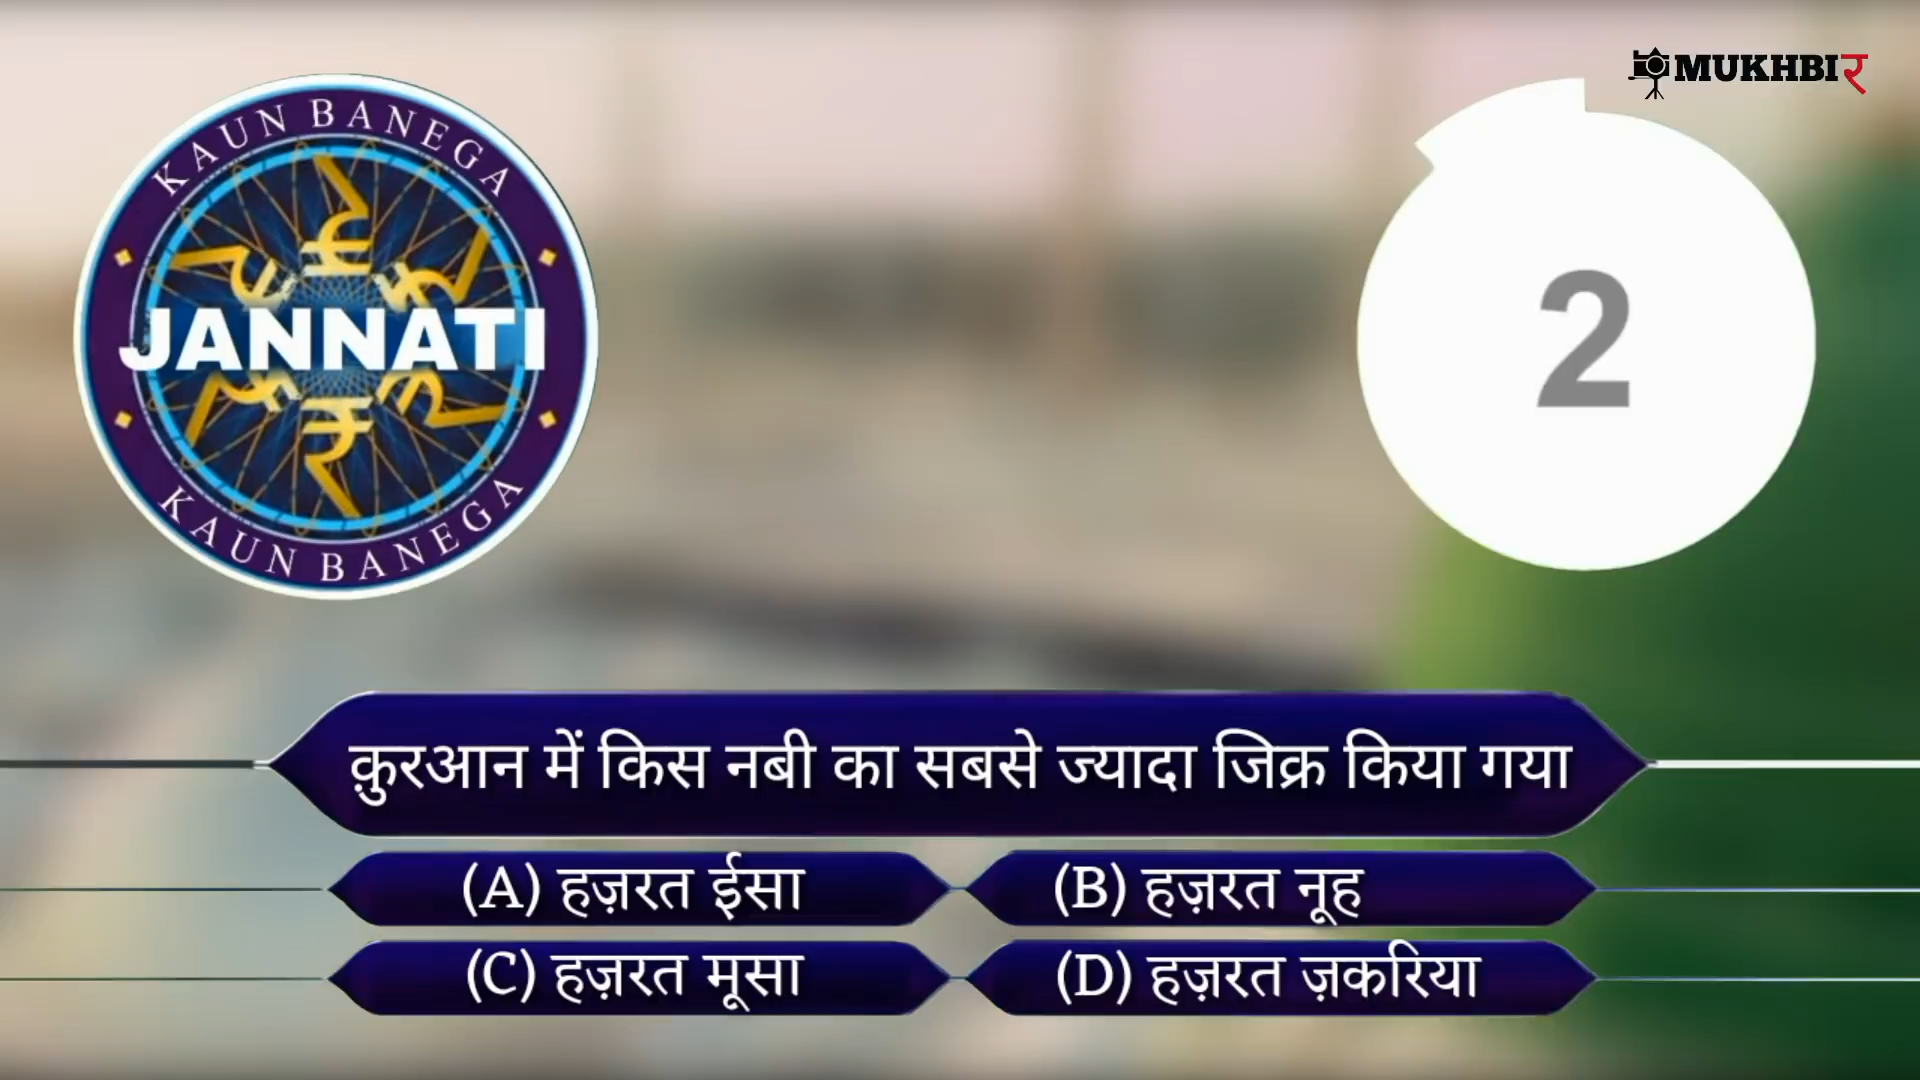 MUKHBIर
KAUN BANEGA
JANNATI
KAUN BANEGA
2
क़ुरआन में किस नबी का सबसे ज्यादा जिक्र किया गया
(A) हज़रत ईसा
(B) हज़रत नूह
(C) हज़रत मूसा
(D) हज़रत ज़करिया